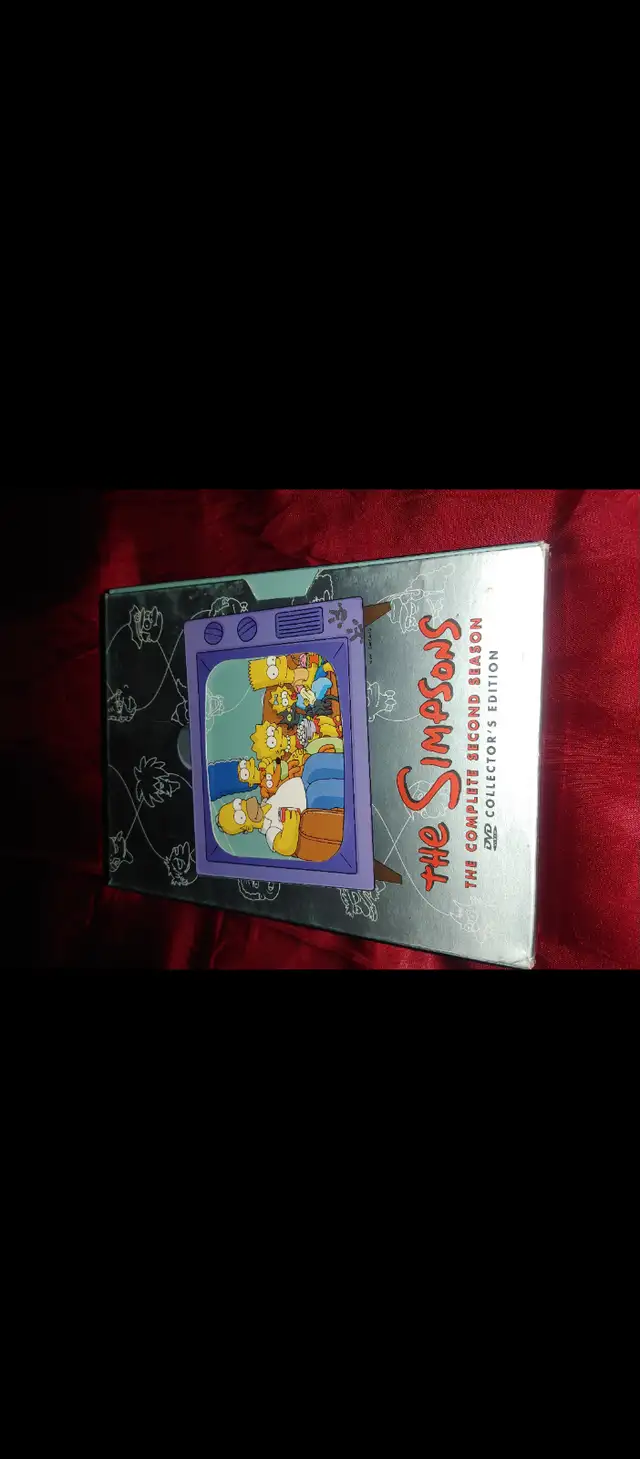 THE SIMPSONS
THE COMPLETE SECOND SEASON
DVD COLLECTOR'S EDITION